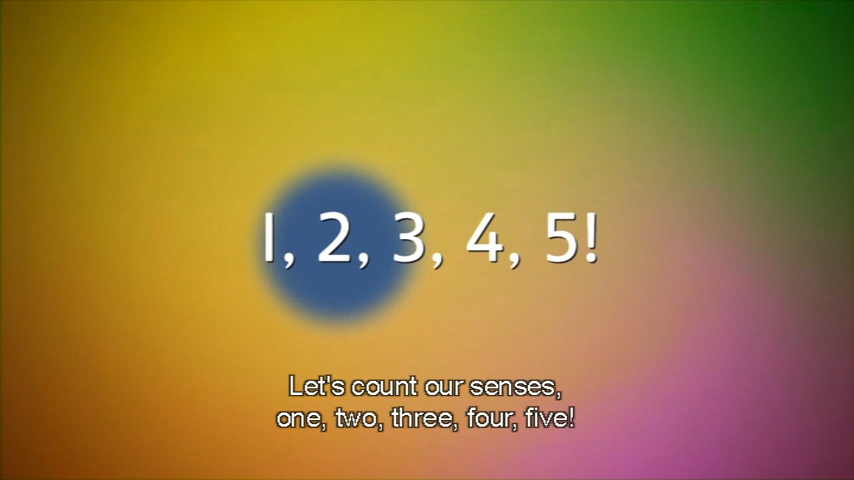 1, 2, 3, 4, 5!
Let's count our senses,
one, two, three, four, five!